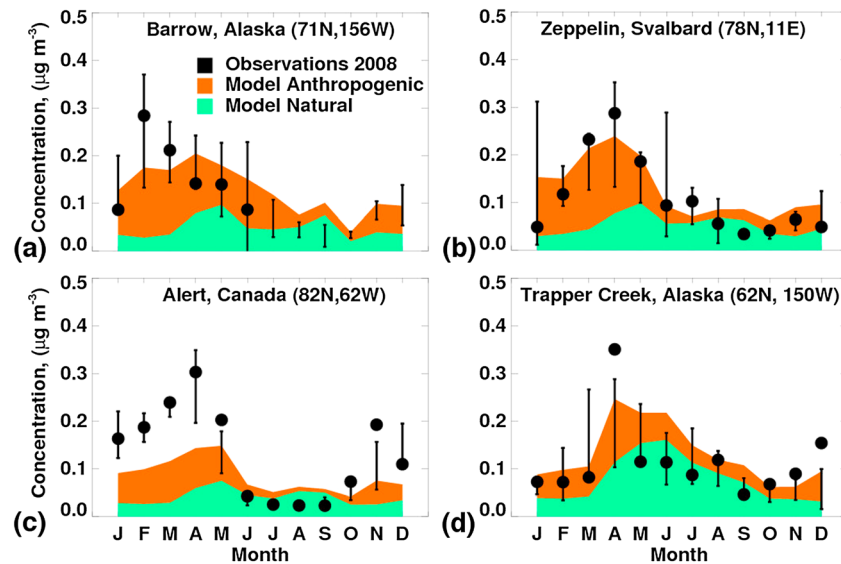 Barrow, Alaska (71N,156W)
Observations 2008
Model Anthropogenic
Model Natural
Concentration, (μg m-3)
0.5
0.4
0.3
0.2
0.1
0.0
(a)
Zeppelin, Svalbard (78N,11E)
0.5
0.4
0.3
0.2
0.1
0.0
(b)
Alert, Canada (82N,62W)
Concentration, (μg m-3)
0.5
0.4
0.3
0.2
0.1
0.0
(c)
J F M A M J J A S O N D
Month
Trapper Creek, Alaska (62N, 150W)
0.5
0.4
0.3
0.2
0.1
0.0
(d)
J F M A M J J A S O N D
Month